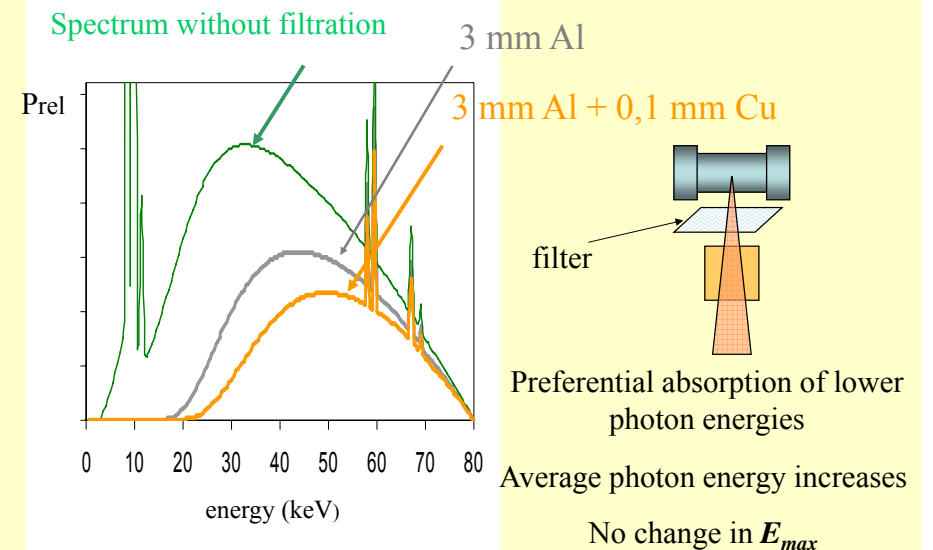 Spectrum without filtration
3 mm Al
Prel
3 mm Al + 0,1 mm Cu
filter
0 10 20 30 40 50 60 70 80
energy (keV)
Preferential absorption of lower
photon energies
Average photon energy increases
No change in Emax